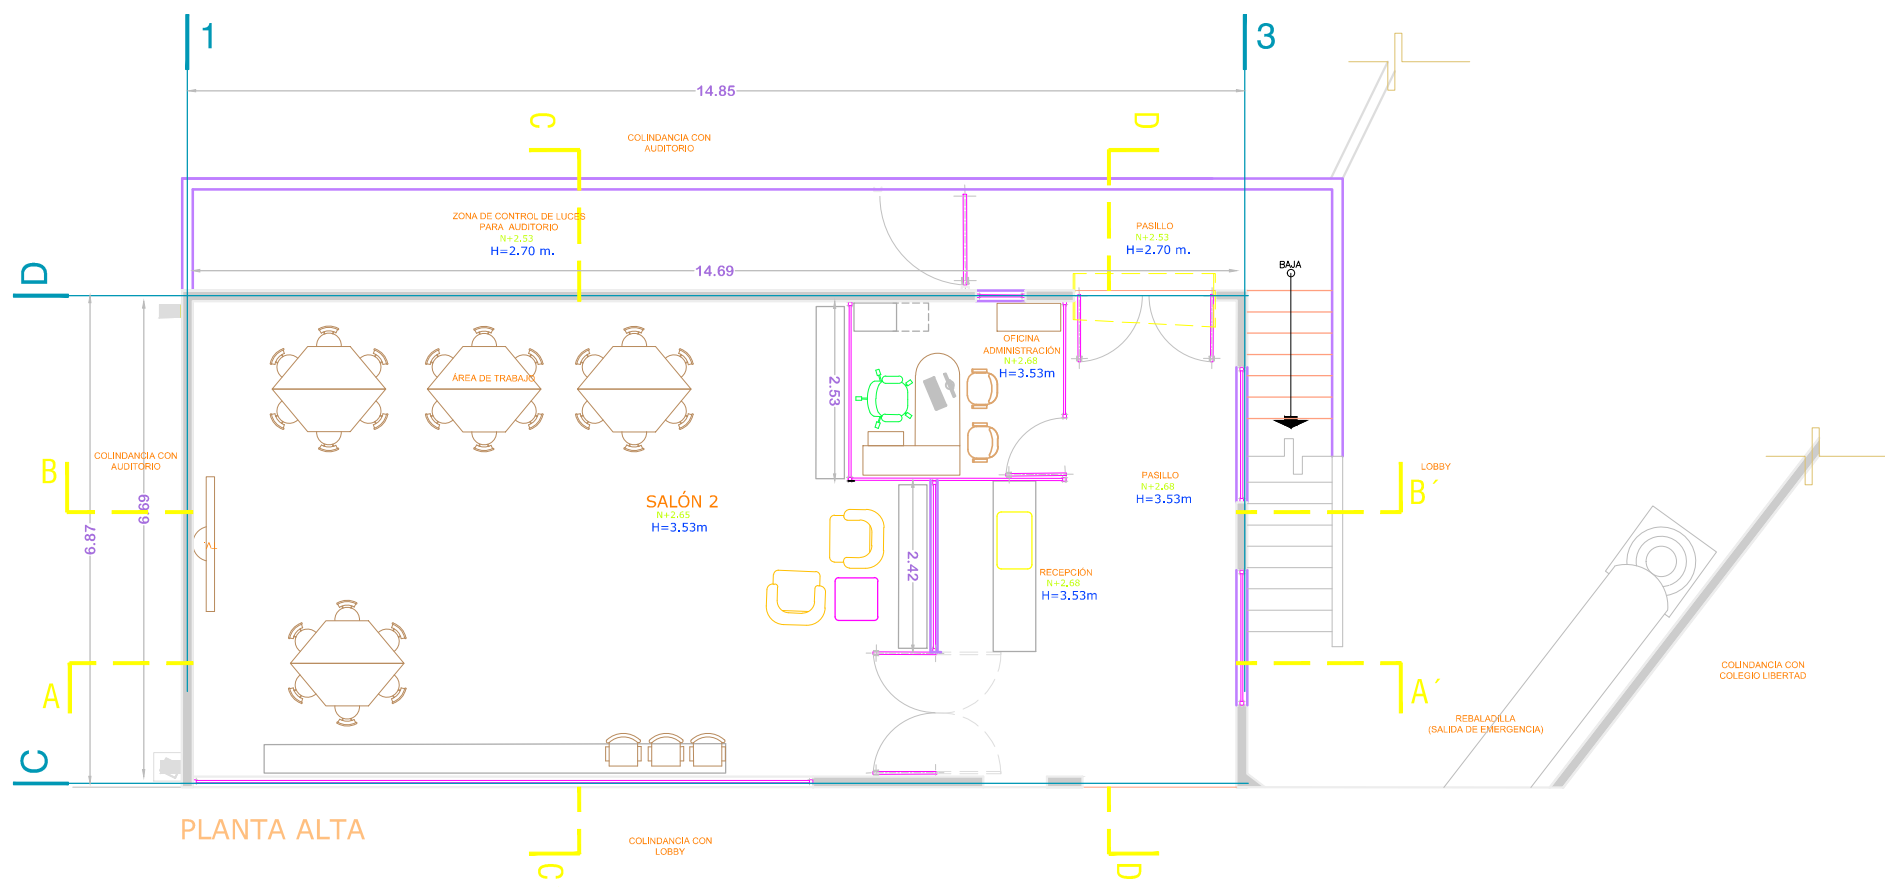 1
3
14.85
C
D
COLINDANCIA CON
AUDITORIO
ZONA DE CONTROL DE LUCES
PARA AUDITORIO
N+2.53
H=2.70 m.
PASILLO
N+2.53
H=2.70 m.
14.69
BAJA
D
OFICINA
ADMINISTRACIÓN
N+2.68
H=3.53m
ÁREA DE TRABAJO
2.53
COLINDANCIA CON
AUDITORIO
B
LOBBY
B´
PASILLO
N+2.68
H=3.53m
SALÓN 2
N+2.65
H=3.53m
6.69
6.87
TV
2.42
RECEPCIÓN
N+2.68
H=3.53m
COLINDANCIA CON
COLEGIO LIBERTAD
A
A´
REBALADILLA
(SALIDA DE EMERGENCIA)
C
PLANTA ALTA
COLINDANCIA CON
LOBBY
C
D